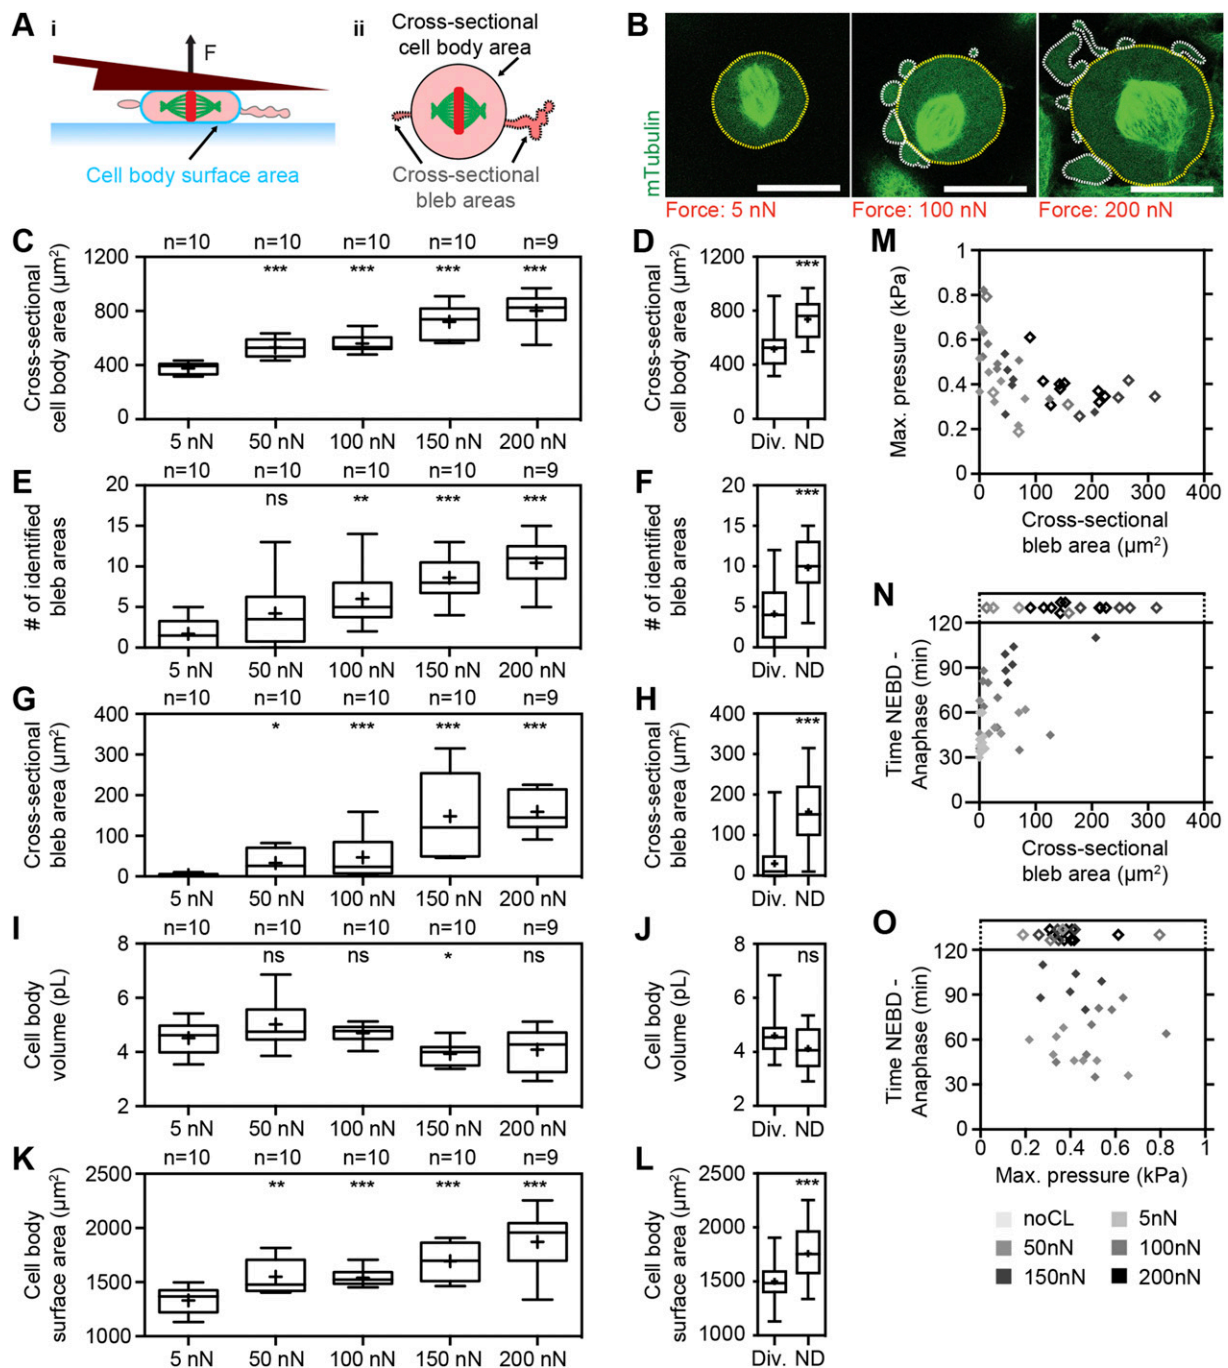 A
i
F
Cell body surface area
ii
Cross-sectional
cell body area
Cross-sectional
bleb areas
B
mTubulin
Force: 5 nN
Force: 100 nN
Force: 200 nN
C
n=10 n=10 n=10 n=10 n=9
*** *** *** ***
Cross-sectional
cell body area (µm²)
1200
800
400
0
5 nN 50 nN 100 nN 150 nN 200 nN
D
***
Cross-sectional
cell body area (µm²)
1200
800
400
0
Div. ND
E
n=10 n=10 n=10 n=10 n=9
ns ** *** ***
# of identified
bleb areas
20
15
10
5
0
5 nN 50 nN 100 nN 150 nN 200 nN
F
***
# of identified
bleb areas
20
15
10
5
0
Div. ND
G
n=10 n=10 n=10 n=10 n=9
* *** *** ***
Cross-sectional
bleb area (µm²)
400
300
200
100
0
5 nN 50 nN 100 nN 150 nN 200 nN
H
***
Cross-sectional
bleb area (µm²)
400
300
200
100
0
Div. ND
I
n=10 n=10 n=10 n=10 n=9
ns ns * ns
Cell body
volume (pL)
8
6
4
2
5 nN 50 nN 100 nN 150 nN 200 nN
J
ns
Cell body
volume (pL)
8
6
4
2
Div. ND
K
n=10 n=10 n=10 n=10 n=9
** *** *** ***
Cell body
surface area (µm²)
2500
2000
1500
1000
5 nN 50 nN 100 nN 150 nN 200 nN
L
***
Cell body
surface area (µm²)
2500
2000
1500
1000
Div. ND
M
Max. pressure (kPa)
1
0.8
0.6
0.4
0.2
0
0 100 200 300 400
Cross-sectional
bleb area (µm²)
N
Time NEBD -
Anaphase (min)
120
90
60
30
0
0 100 200 300 400
Cross-sectional
bleb area (µm²)
O
Time NEBD -
Anaphase (min)
120
90
60
30
0
0 0.2 0.4 0.6 0.8 1
Max. pressure (kPa)
noCL 5nN
50nN 100nN
150nN 200nN